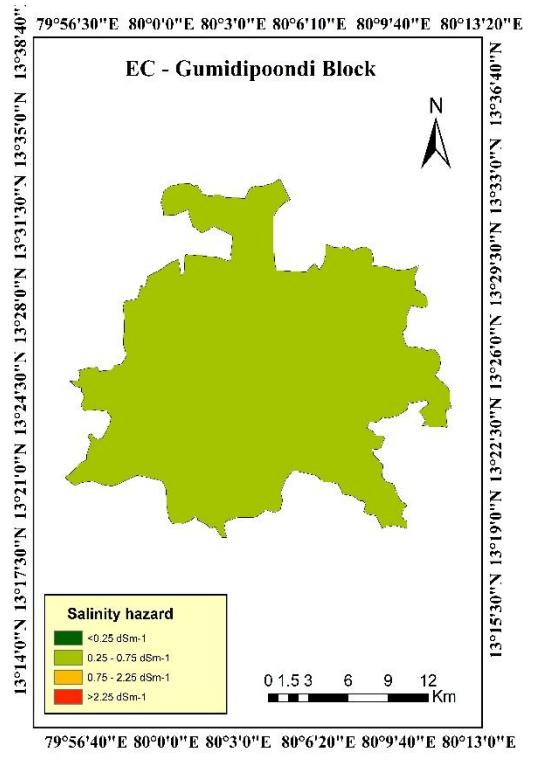 79°56'30"E 80°0'0"E 80°3'0"E 80°6'10"E 80°9'40"E 80°13'20"E
EC - Gumidipoondi Block
N
13°38'40"N
13°35'0"N
13°31'30"N
13°28'0"N
13°24'30"N
13°21'0"N
13°17'30"N
13°14'0"N
13°36'40"N
13°33'0"N
13°29'30"N
13°26'0"N
13°22'30"N
13°19'0"N
13°15'30"N
Salinity hazard
<0.25 dSm-1
0.25 - 0.75 dSm-1
0.75 - 2.25 dSm-1
>2.25 dSm-1
0 1.5 3 6 9 12
Km
79°56'40"E 80°0'0"E 80°3'0"E 80°6'20"E 80°9'40"E 80°13'0"E